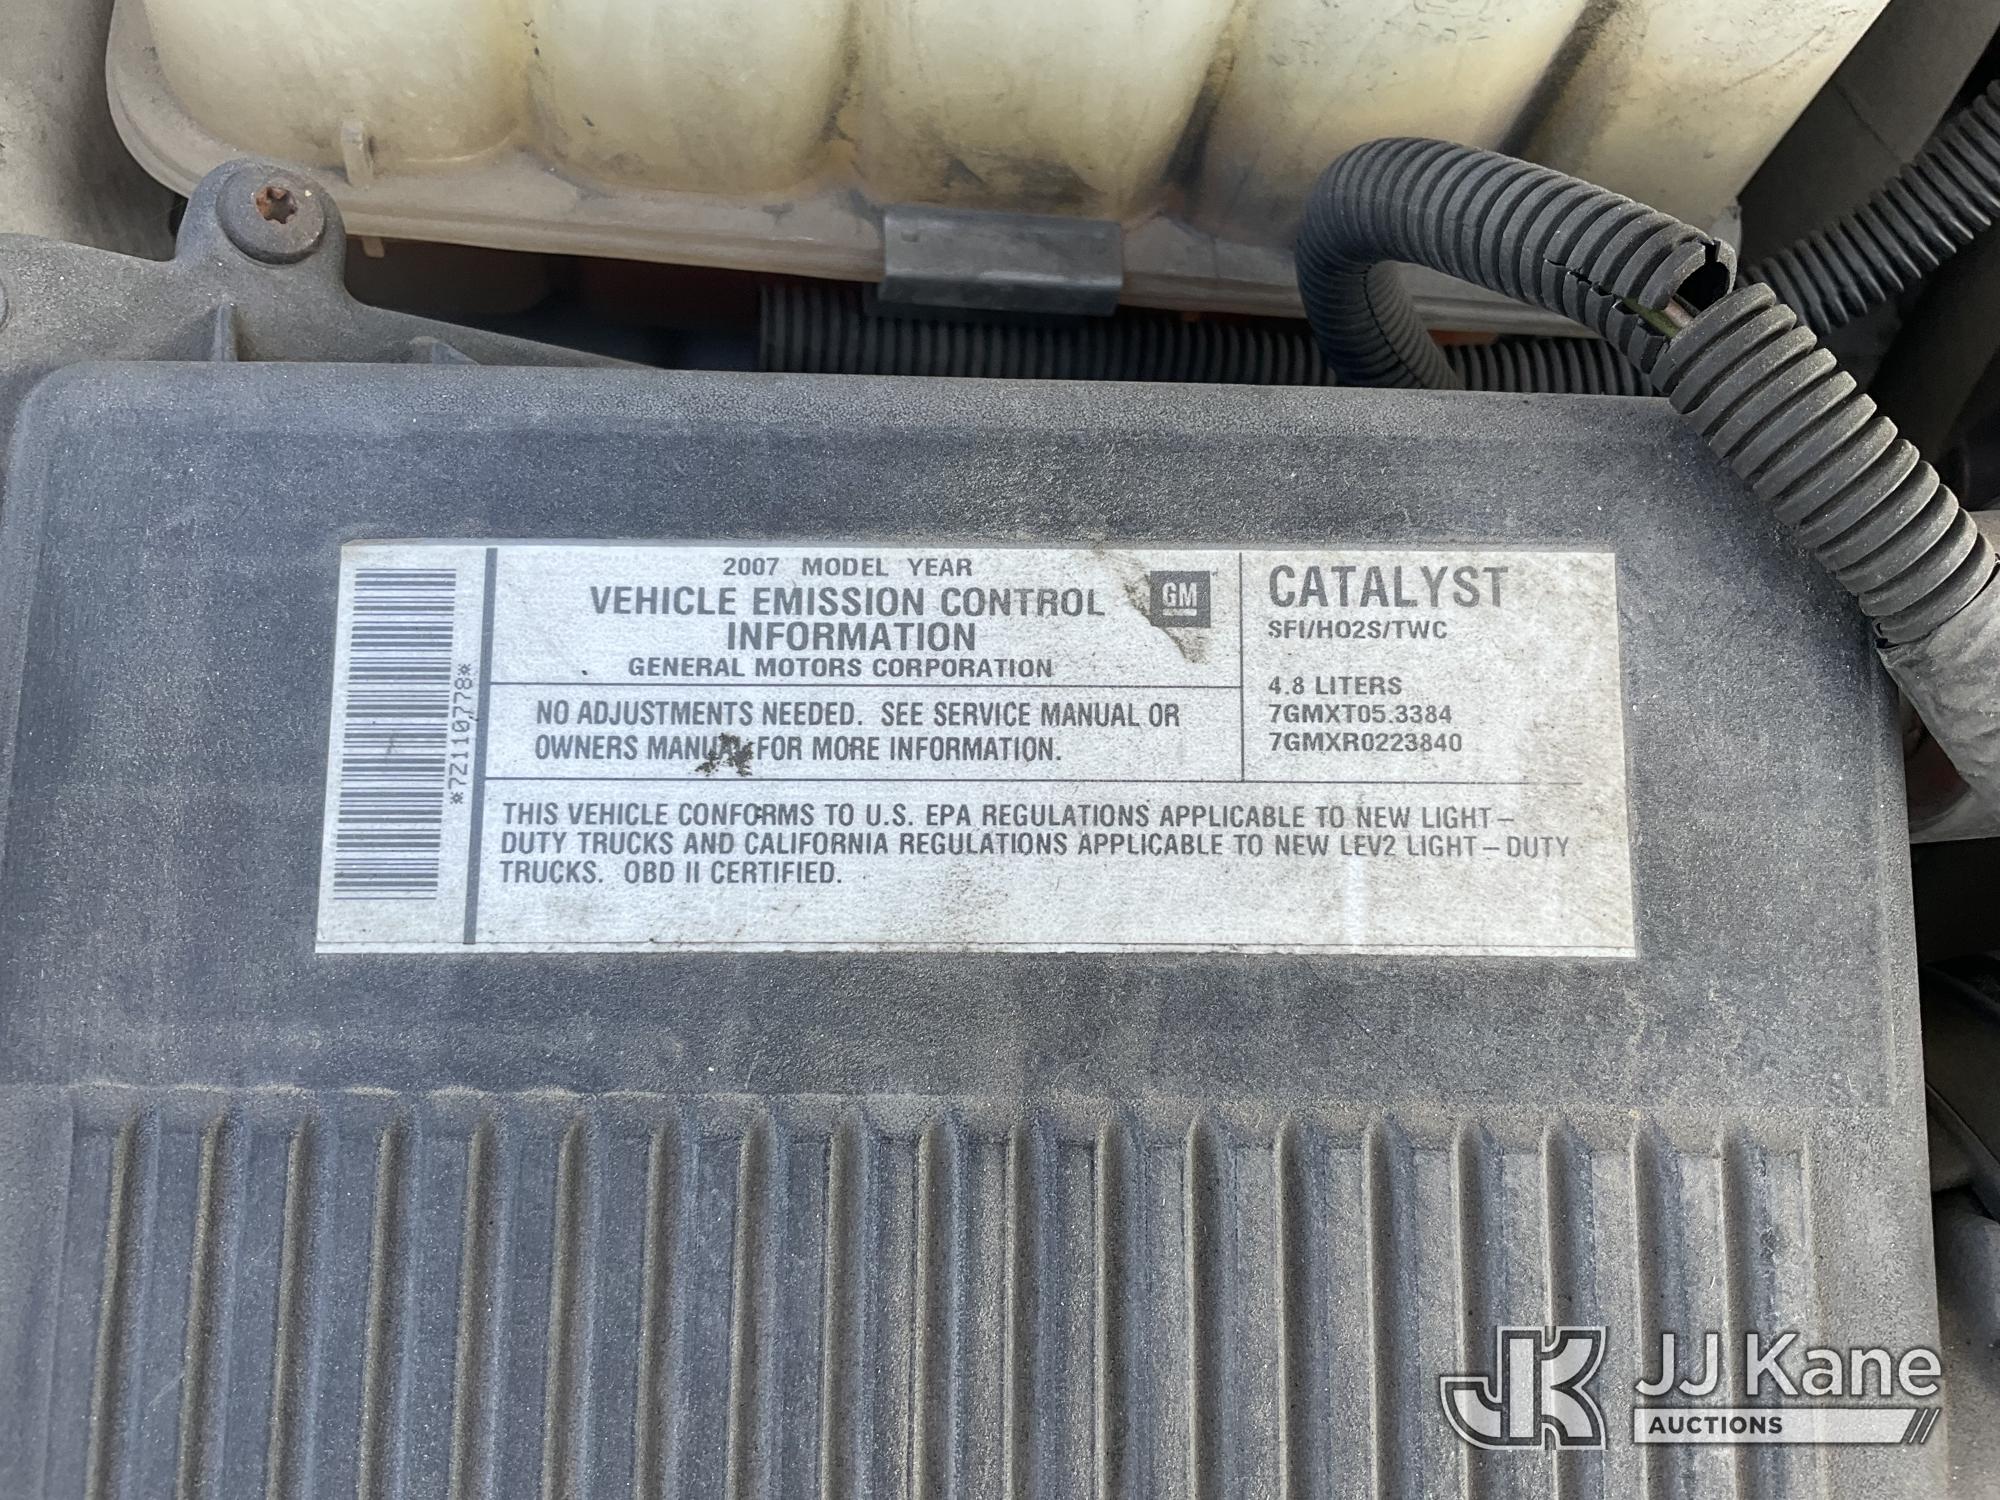 2007 MODEL YEAR
VEHICLE EMISSION CONTROL
INFORMATION
GENERAL MOTORS CORPORATION
GM
NO ADJUSTMENTS NEEDED. SEE SERVICE MANUAL OR
OWNERS MANUAL FOR MORE INFORMATION.
CATALYST
SFI/HO2S/TWC
4.8 LITERS
7GMXT05.3384
7GMXR0223840
THIS VEHICLE CONFORMS TO U.S. EPA REGULATIONS APPLICABLE TO NEW LIGHT-
DUTY TRUCKS AND CALIFORNIA REGULATIONS APPLICABLE TO NEW LEV2 LIGHT-DUTY
TRUCKS. OBD II CERTIFIED.
*7Z110778*
JK JJ Kane
AUCTIONS